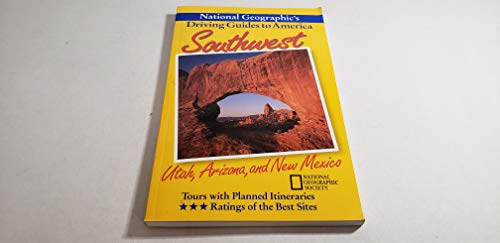 National Geographic's
Driving Guides to America
Southwest
Utah, Arizona, and New Mexico
NATIONAL
GEOGRAPHIC
SOCIETY
Tours with Planned Itineraries
★★★ Ratings of the Best Sites